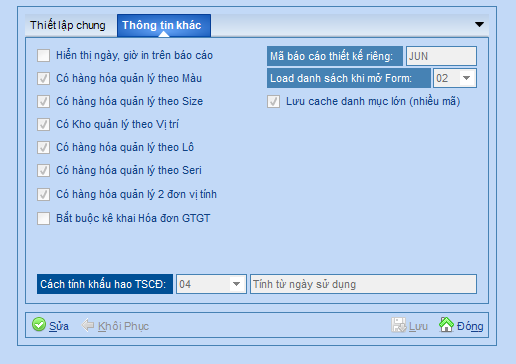 Thiết lập chung Thông tin khác
Hiển thị ngày, giờ in trên báo cáo
Có hàng hóa quản lý theo Màu
Có hàng hóa quản lý theo Size
Có Kho quản lý theo Vị trí
Có hàng hóa quản lý theo Lô
Có hàng hóa quản lý theo Seri
Có hàng hóa quản lý 2 đơn vị tính
Bắt buộc kê khai Hóa đơn GTGT
Mã báo cáo thiết kế riêng: JUN
Load danh sách khi mở Form: 02
Lưu cache danh mục lớn (nhiều mã)
Cách tính khấu hao TSCĐ: 04 Tính từ ngày sử dụng
Sửa Khôi Phục Lưu Đóng